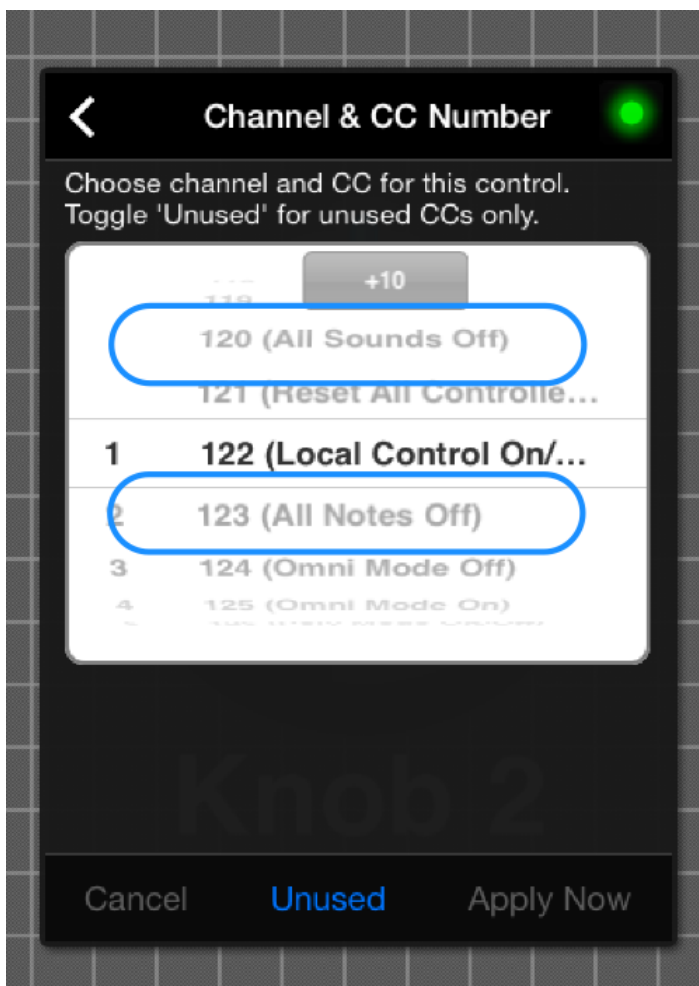 Channel & CC Number
Choose channel and CC for this control.
Toggle 'Unused' for unused CCs only.
+10
119
120 (All Sounds Off)
121 (Reset All Controlle...
1 122 (Local Control On/...
2 123 (All Notes Off)
3 124 (Omni Mode Off)
4 125 (Omni Mode On)
Knob 2
Cancel Unused Apply Now